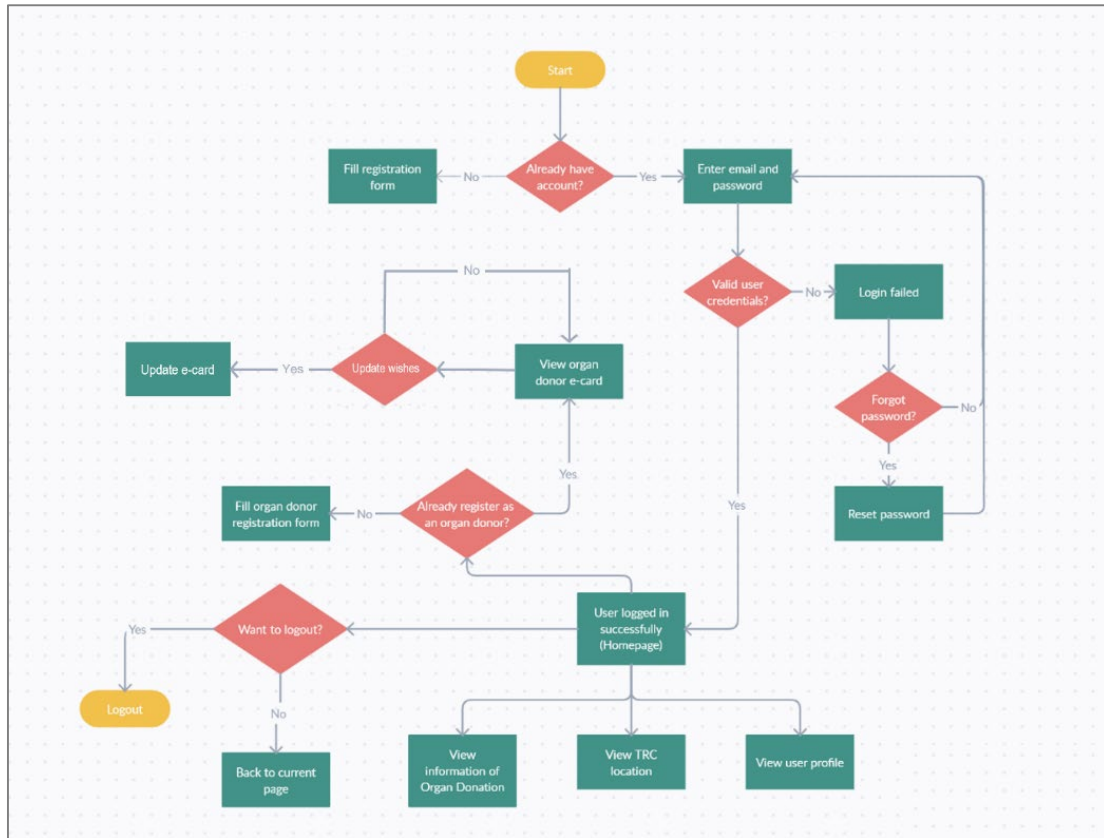 Start
Fill registration
form
No
Already have
account?
Yes
Enter email and
password
No
Valid user
credentials?
No
Login failed
Update e-card
Yes
Update wishes
View organ
donor e-card
Forgot
password?
No
Yes
Yes
Fill organ donor
registration form
No
Already register as
an organ donor?
Yes
Reset password
User logged in
successfully
(Homepage)
Want to logout?
Yes
Logout
No
Back to current
page
View
information of
Organ Donation
View TRC
location
View user profile